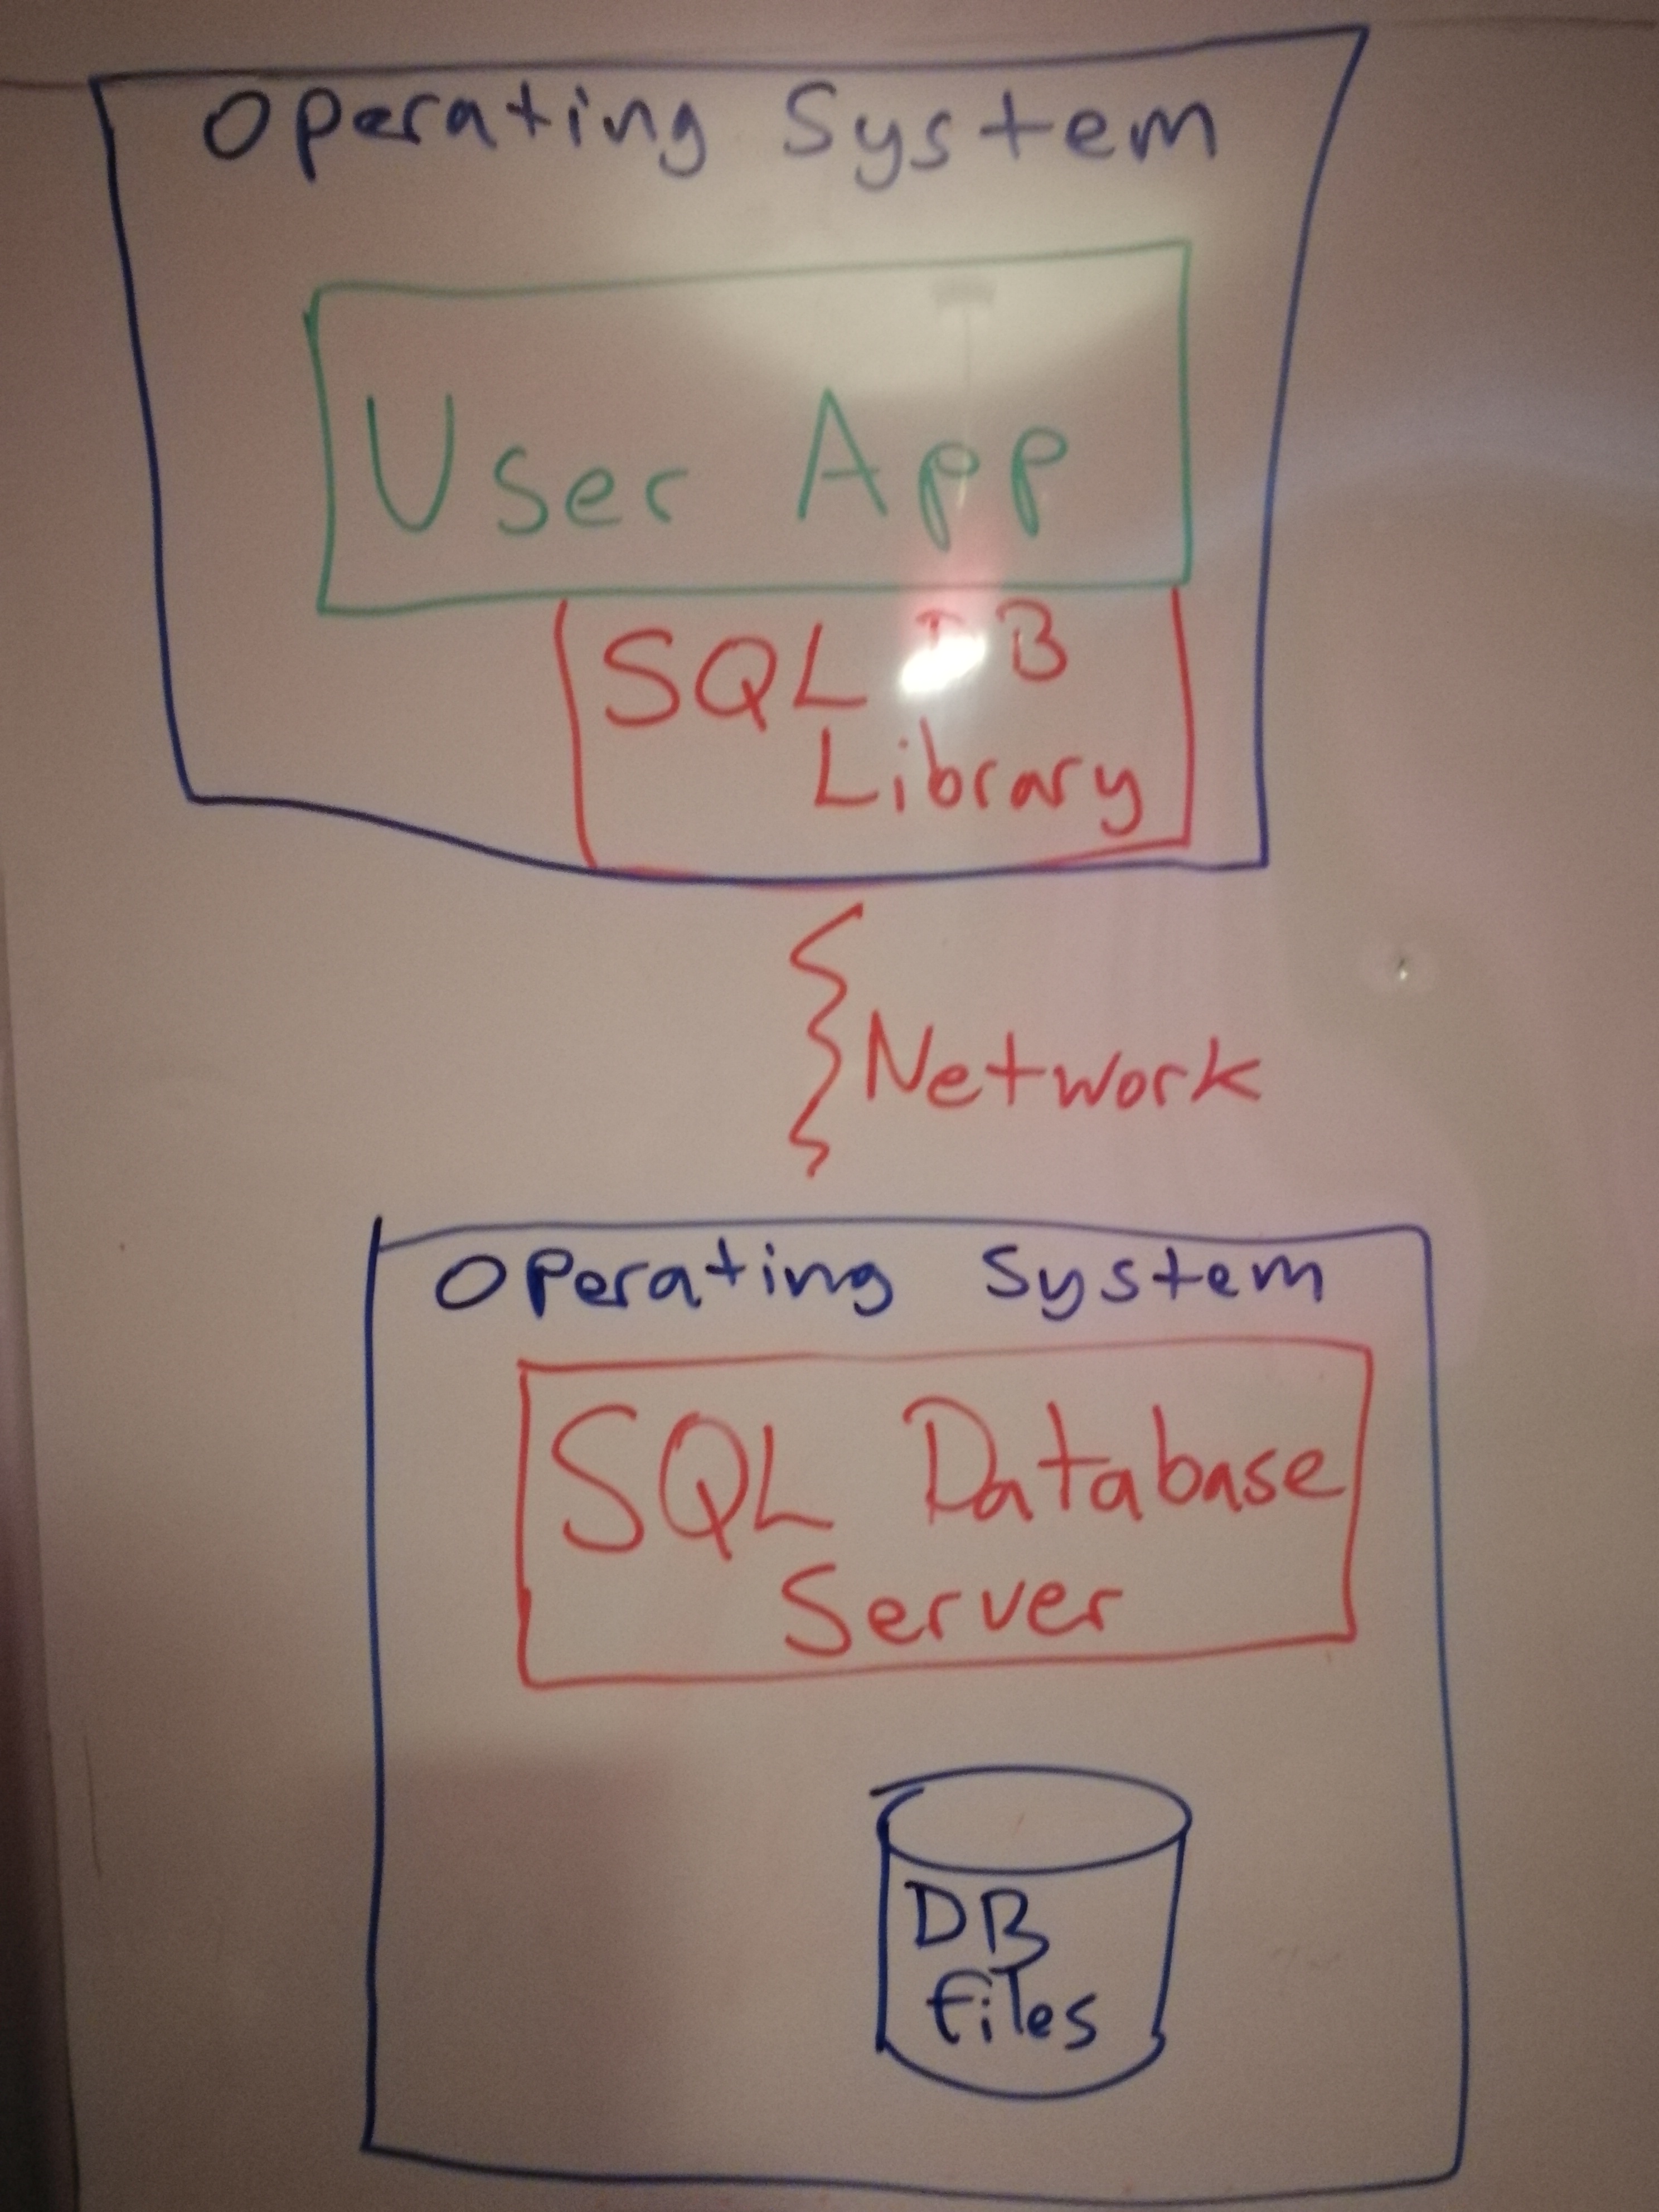 Operating System
User App
SQL DB
Library
Network
Operating System
SQL Database
Server
DB
files